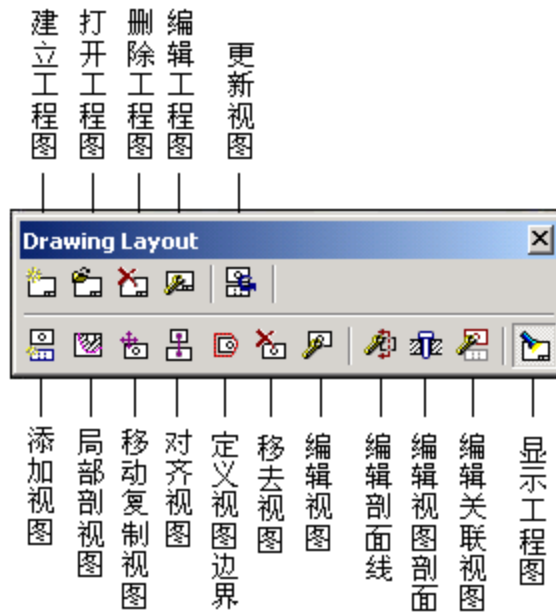 建立工程图
打开工程图
删除工程图
编辑工程图
更新视图
Drawing Layout
添加视图
局部剖视图
移动复制视图
对齐视图
定义视图边界
移去视图
编辑视图
编辑剖面线
编辑视图剖面
编辑关联视图
显示工程图